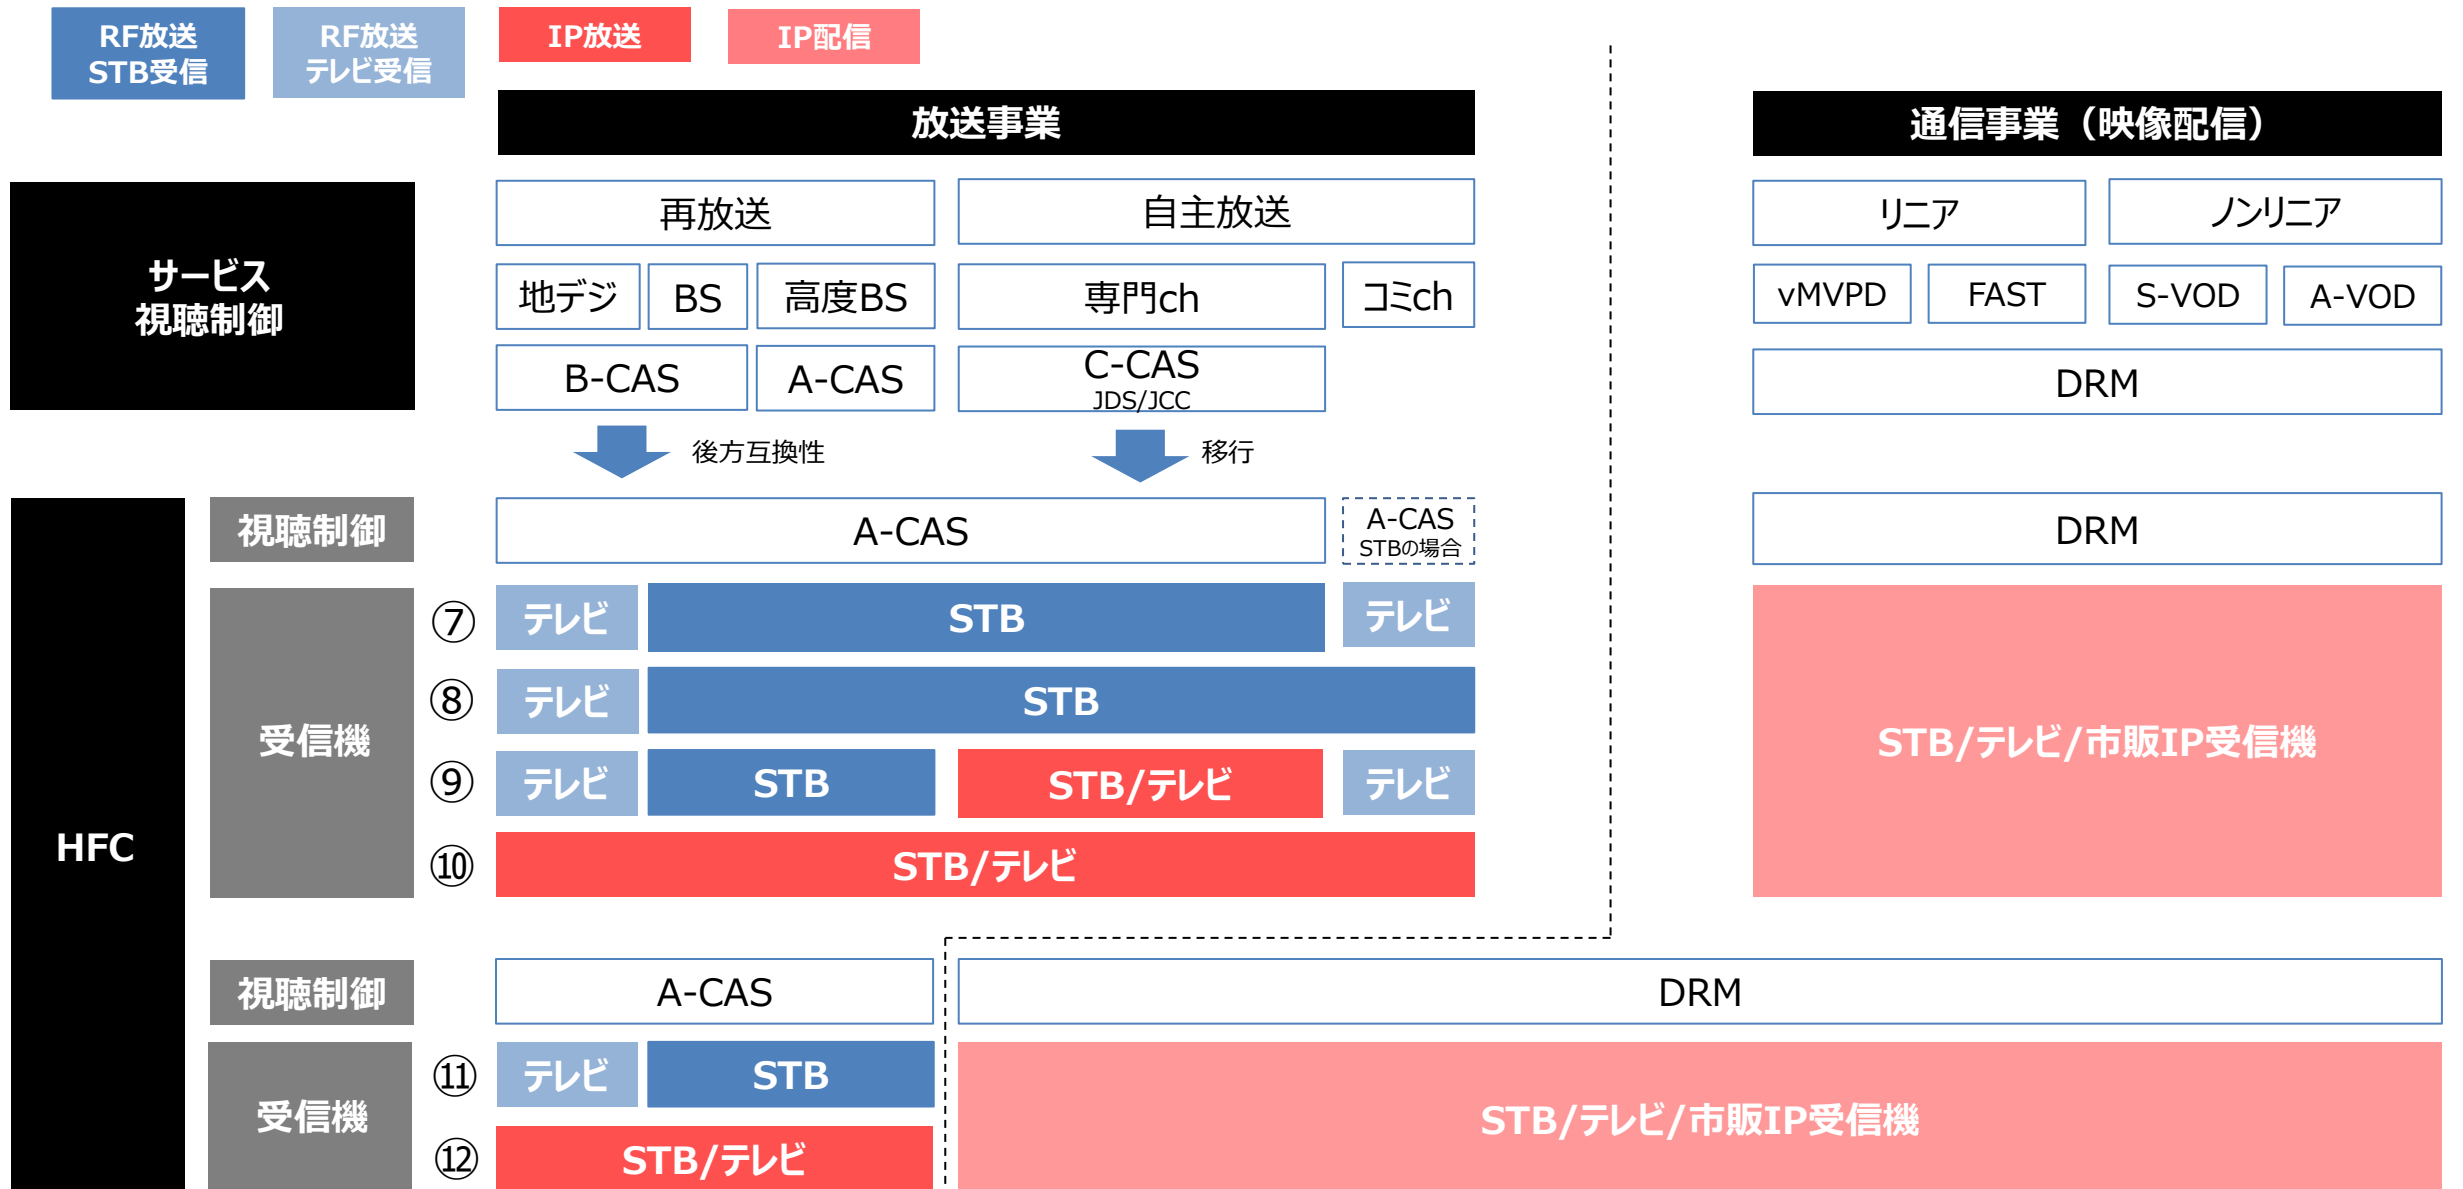 RF放送
STB受信
RF放送
テレビ受信
IP放送
IP配信
放送事業
通信事業（映像配信）
サービス
視聴制御
再放送
自主放送
リニア
ノンリニア
地デジ
BS
高度BS
専門ch
コミch
vMVPD
FAST
S-VOD
A-VOD
B-CAS
A-CAS
C-CAS
JDS/JCC
DRM
後方互換性
移行
HFC
視聴制御
A-CAS
A-CAS
STBの場合
DRM
受信機
⑦
テレビ
STB
テレビ
⑧
テレビ
STB
⑨
テレビ
STB
STB/テレビ
テレビ
⑩
STB/テレビ
STB/テレビ/市販IP受信機
視聴制御
A-CAS
DRM
受信機
⑪
テレビ
STB
⑫
STB/テレビ
STB/テレビ/市販IP受信機